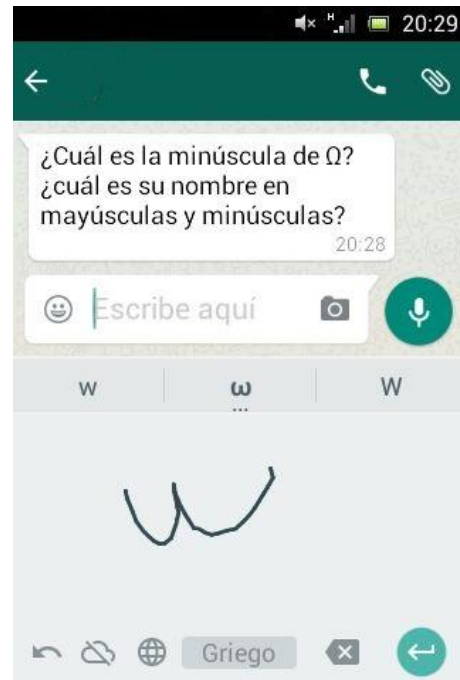 20:29
¿Cuál es la minúscula de Ω?
¿cuál es su nombre en
mayúsculas y minúsculas?
20:28
Escribe aquí
w ω W
ω
Griego